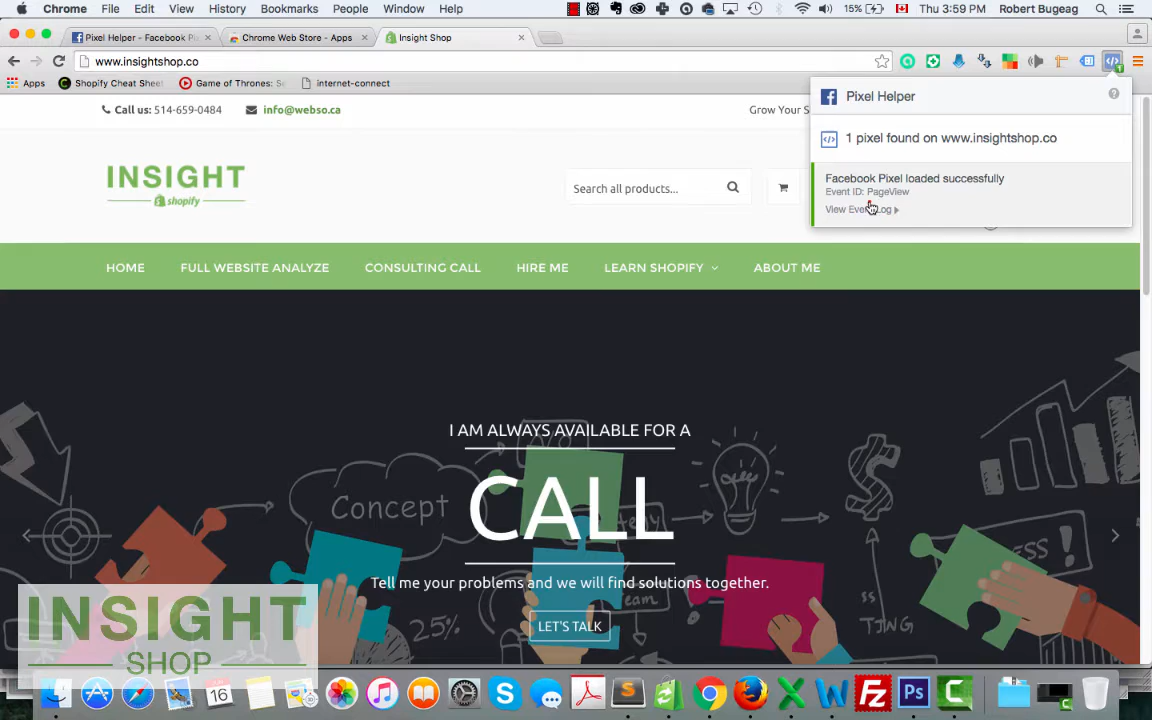 Chrome File Edit View History Bookmarks People Window Help 15% Thu 3:59 PM Robert Bugeag
Pixel Helper - Facebook Pi
Chrome Web Store - Apps
Insight Shop
www.insightshop.co
Apps Shopify Cheat Sheet Game of Thrones: Se internet-connect
Call us: 514-659-0484 info@webso.ca Grow Your S
Pixel Helper
1 pixel found on www.insightshop.co
Facebook Pixel loaded successfully
Event ID: PageView
View Event Log
INSIGHT
shopify
Search all products...
HOME FULL WEBSITE ANALYZE CONSULTING CALL HIRE ME LEARN SHOPIFY ABOUT ME
I AM ALWAYS AVAILABLE FOR A
CALL
Concept
Tell me your problems and we will find solutions together.
LET'S TALK
Team
25%
$$
INSIGHT
SHOP
16